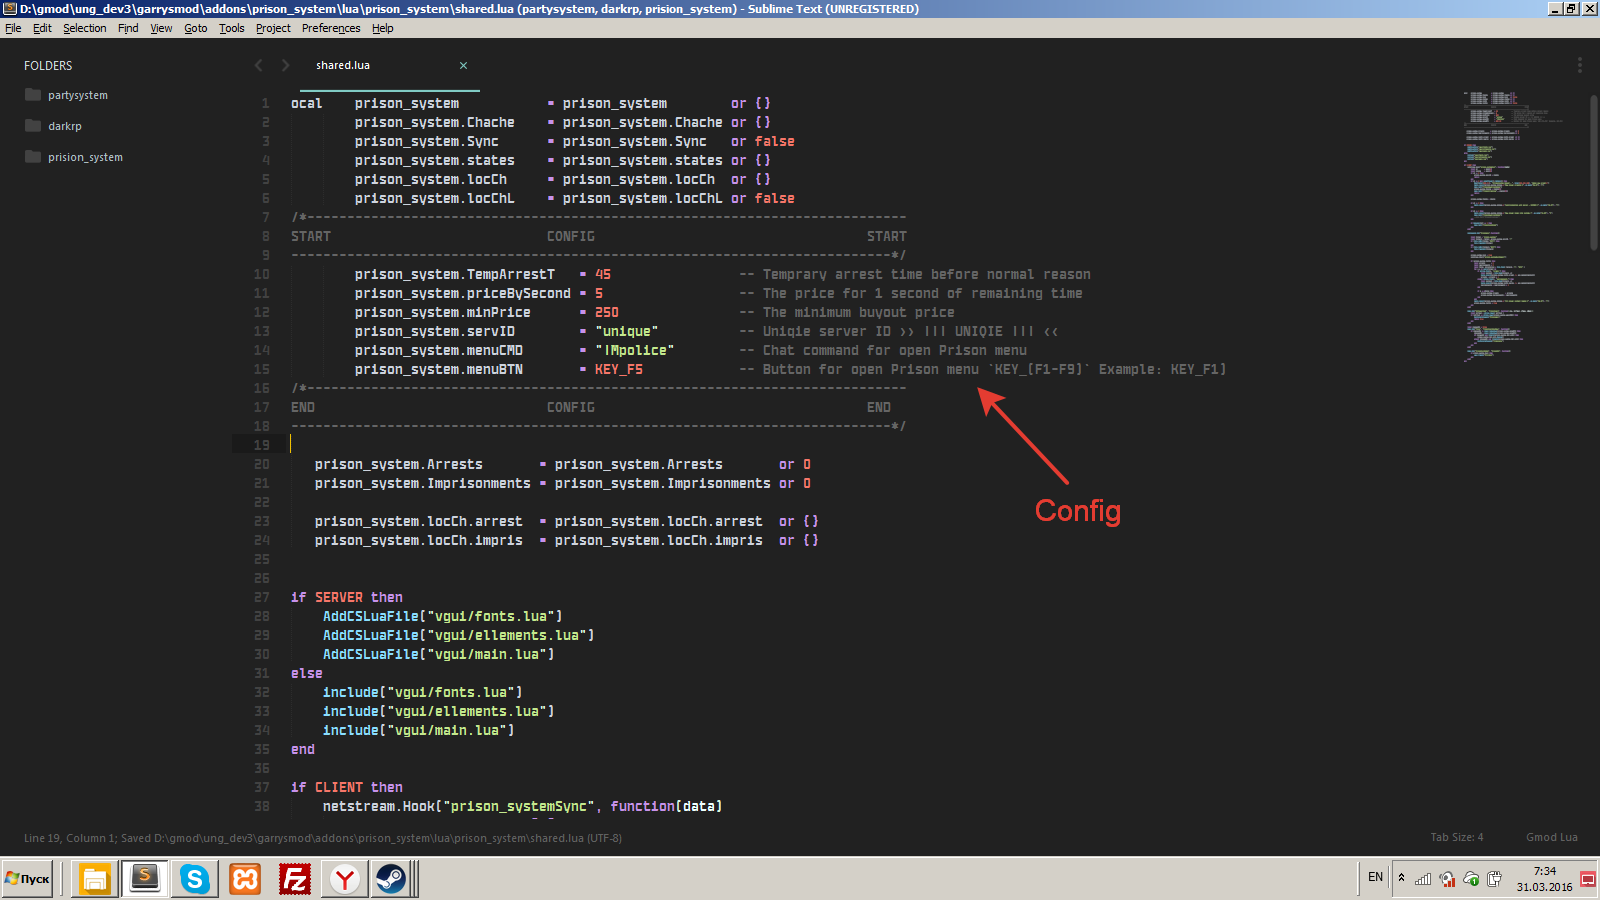 D:\gmod\ung_dev3\garrysmod\addons\prison_system\lua\prison_system\shared.lua (partysystem, darkrp, prision_system) - Sublime Text (UNREGISTERED)
File Edit Selection Find View Goto Tools Project Preferences Help
FOLDERS
partysystem
darkrp
prision_system
shared.lua
1 ocal prison_system = prison_system or {}
2 prison_system.Chache = prison_system.Chache or {}
3 prison_system.Sync = prison_system.Sync or false
4 prison_system.states = prison_system.states or {}
5 prison_system.locCh = prison_system.locCh or {}
6 prison_system.locChL = prison_system.locChL or false
7 /*---------------------------------------------------------------------------
8 START CONFIG START
9 ---------------------------------------------------------------------------*/
10 prison_system.TempArrestT = 45 -- Temprary arrest time before normal reason
11 prison_system.priceBySecond = 5 -- The price for 1 second of remaining time
12 prison_system.minPrice = 250 -- The minimum buyout price
13 prison_system.servID = "unique" -- Uniqie server ID >> !!! UNIQIE !!! <<
14 prison_system.menuCMD = "!Mpolice" -- Chat command for open Prison menu
15 prison_system.menuBTN = KEY_F5 -- Button for open Prison menu `KEY_(F1-F9)` Example: KEY_F1)
16 /*---------------------------------------------------------------------------
17 END CONFIG END
18 ---------------------------------------------------------------------------*/
19
20 prison_system.Arrests = prison_system.Arrests or 0
21 prison_system.Imprisonments = prison_system.Imprisonments or 0
22
23 prison_system.locCh.arrest = prison_system.locCh.arrest or {}
24 prison_system.locCh.impris = prison_system.locCh.impris or {}
25
26
27 if SERVER then
28 AddCSLuaFile("vgui/fonts.lua")
29 AddCSLuaFile("vgui/ellements.lua")
30 AddCSLuaFile("vgui/main.lua")
31 else
32 include("vgui/fonts.lua")
33 include("vgui/ellements.lua")
34 include("vgui/main.lua")
35 end
36
37 if CLIENT then
38 netstream.Hook("prison_systemSync", function(data)
Config
Line 19, Column 1; Saved D:\gmod\ung_dev3\garrysmod\addons\prison_system\lua\prison_system\shared.lua (UTF-8)
Tab Size: 4 Gmod Lua
Пуск
EN
7:34
31.03.2016